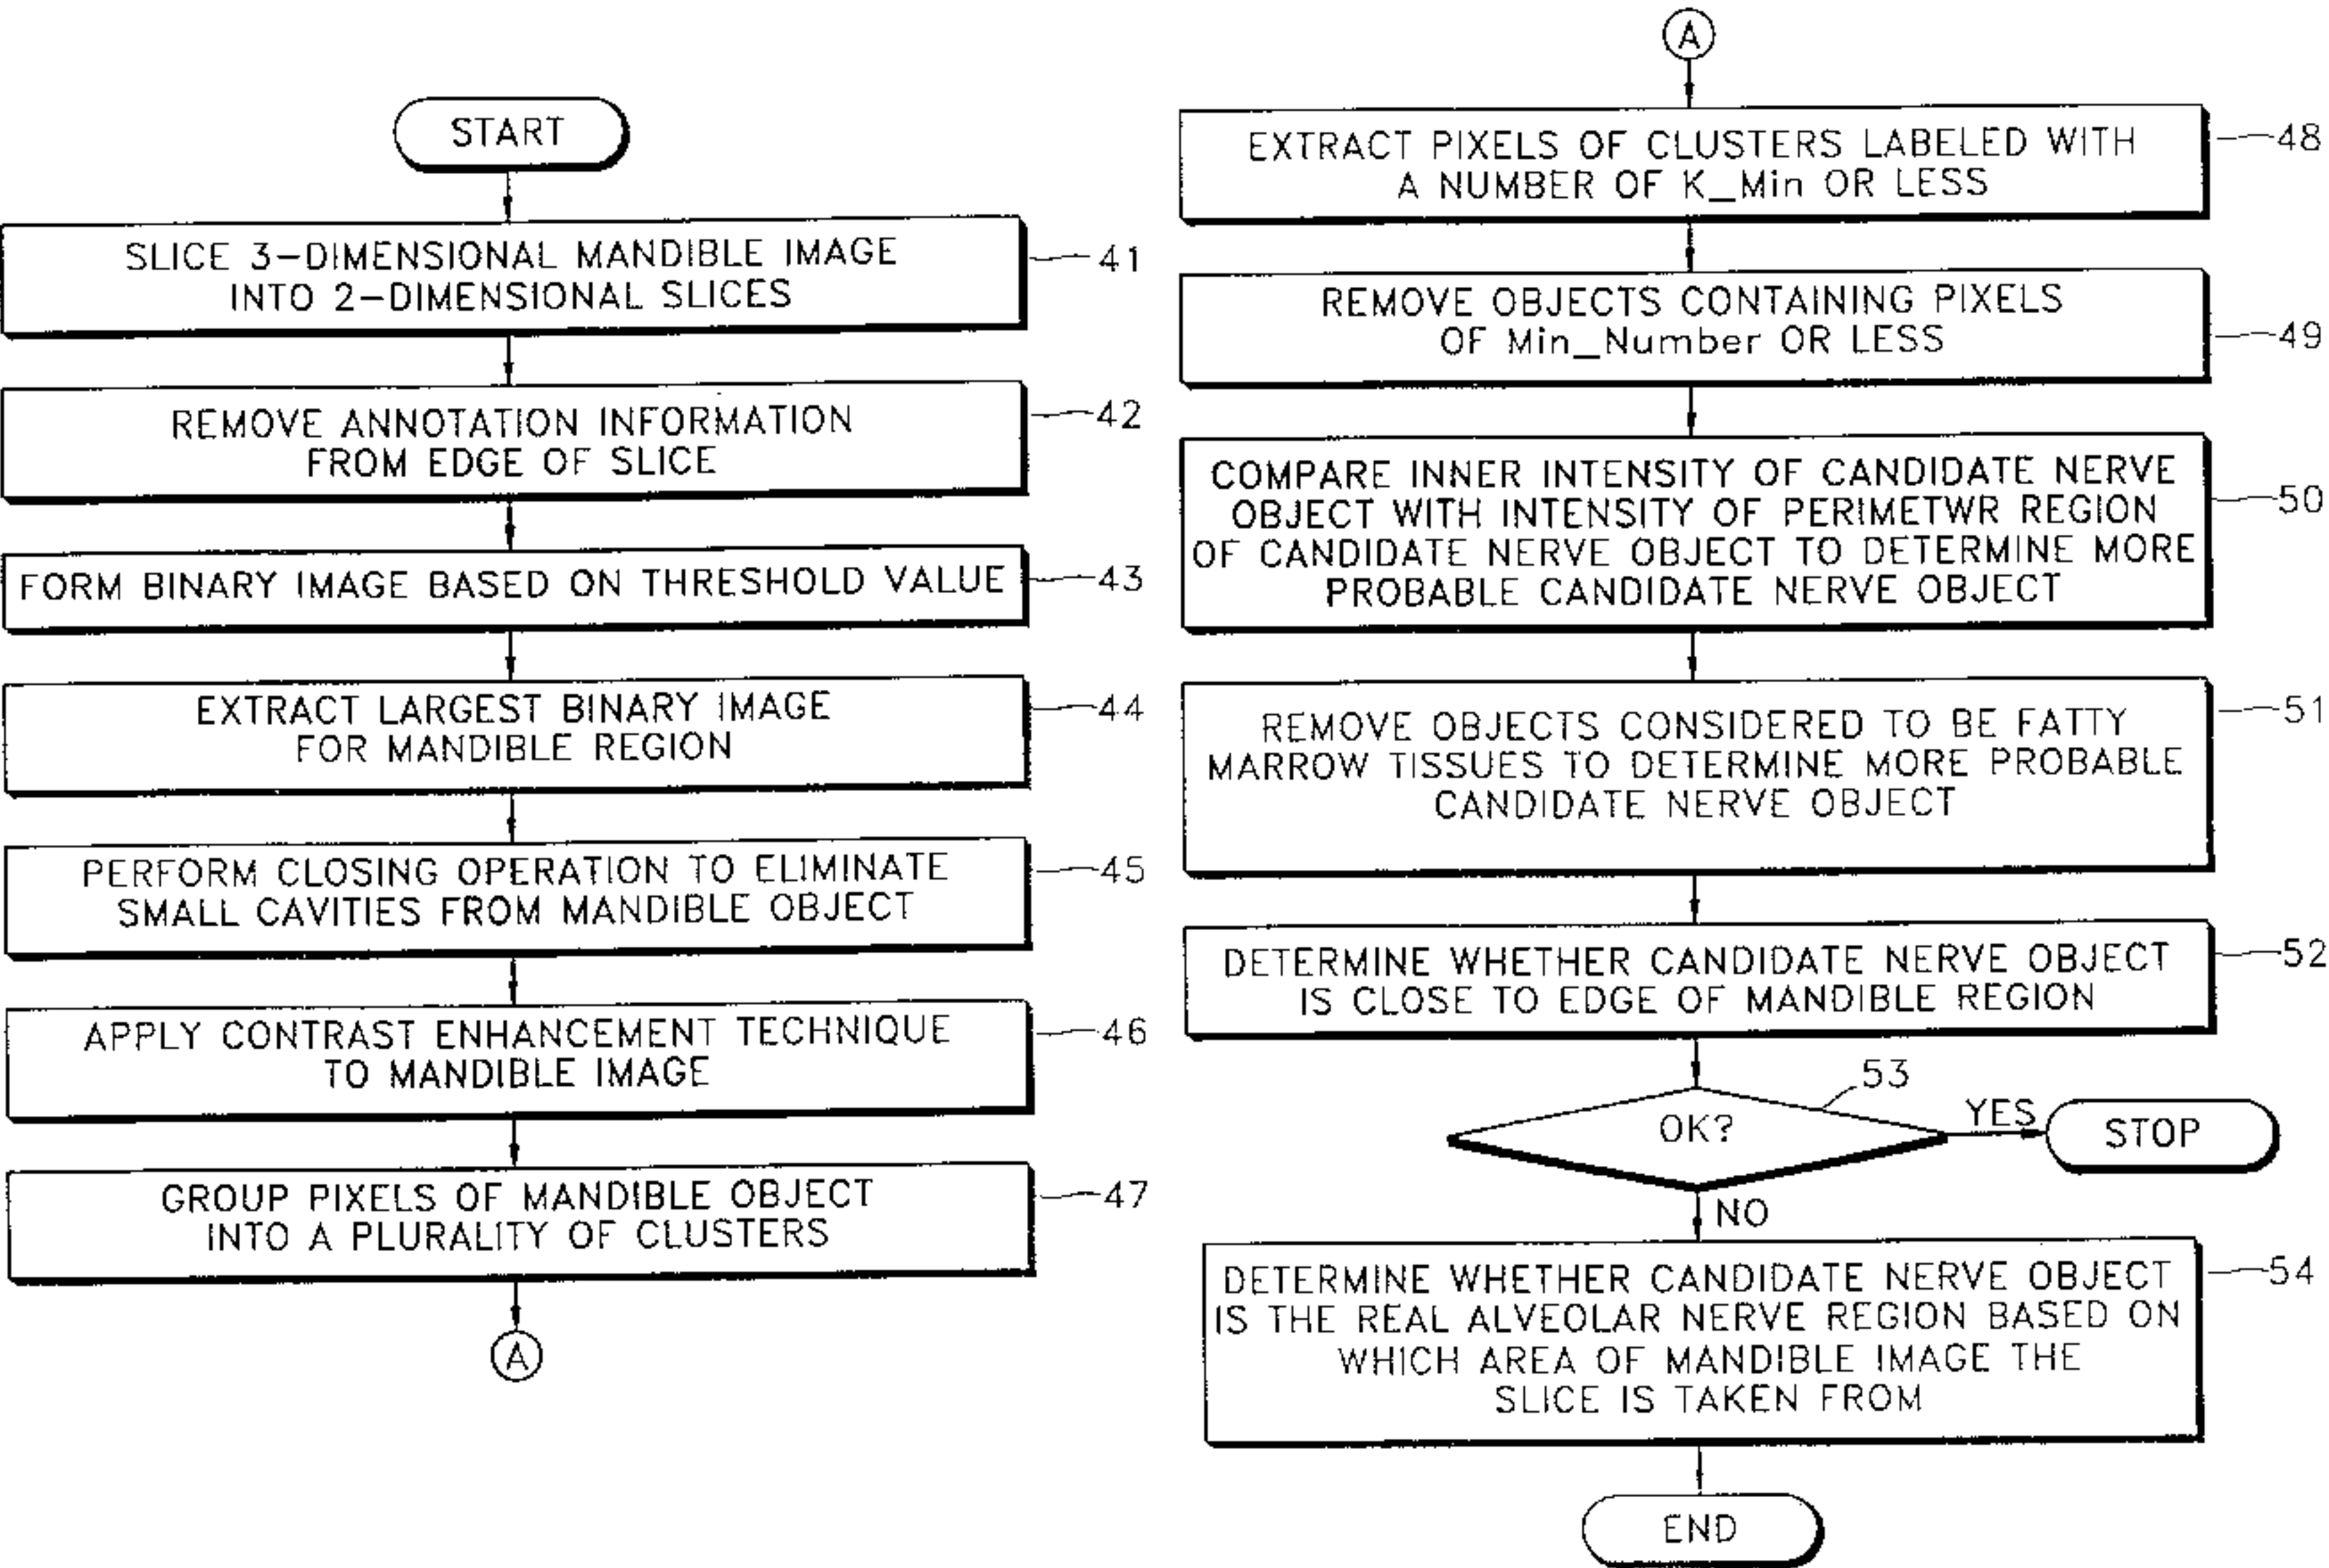 START
SLICE 3-DIMENSIONAL MANDIBLE IMAGE
INTO 2-DIMENSIONAL SLICES
41
REMOVE ANNOTATION INFORMATION
FROM EDGE OF SLICE
42
FORM BINARY IMAGE BASED ON THRESHOLD VALUE
43
EXTRACT LARGEST BINARY IMAGE
FOR MANDIBLE REGION
44
PERFORM CLOSING OPERATION TO ELIMINATE
SMALL CAVITIES FROM MANDIBLE OBJECT
45
APPLY CONTRAST ENHANCEMENT TECHNIQUE
TO MANDIBLE IMAGE
46
GROUP PIXELS OF MANDIBLE OBJECT
INTO A PLURALITY OF CLUSTERS
47
A
A
EXTRACT PIXELS OF CLUSTERS LABELED WITH
A NUMBER OF K_Min OR LESS
48
REMOVE OBJECTS CONTAINING PIXELS
OF Min_Number OR LESS
49
COMPARE INNER INTENSITY OF CANDIDATE NERVE
OBJECT WITH INTENSITY OF PERIMETWR REGION
OF CANDIDATE NERVE OBJECT TO DETERMINE MORE
PROBABLE CANDIDATE NERVE OBJECT
50
REMOVE OBJECTS CONSIDERED TO BE FATTY
MARROW TISSUES TO DETERMINE MORE PROBABLE
CANDIDATE NERVE OBJECT
51
DETERMINE WHETHER CANDIDATE NERVE OBJECT
IS CLOSE TO EDGE OF MANDIBLE REGION
52
53
OK?
YES
STOP
NO
DETERMINE WHETHER CANDIDATE NERVE OBJECT
IS THE REAL ALVEOLAR NERVE REGION BASED ON
WHICH AREA OF MANDIBLE IMAGE THE
SLICE IS TAKEN FROM
54
END